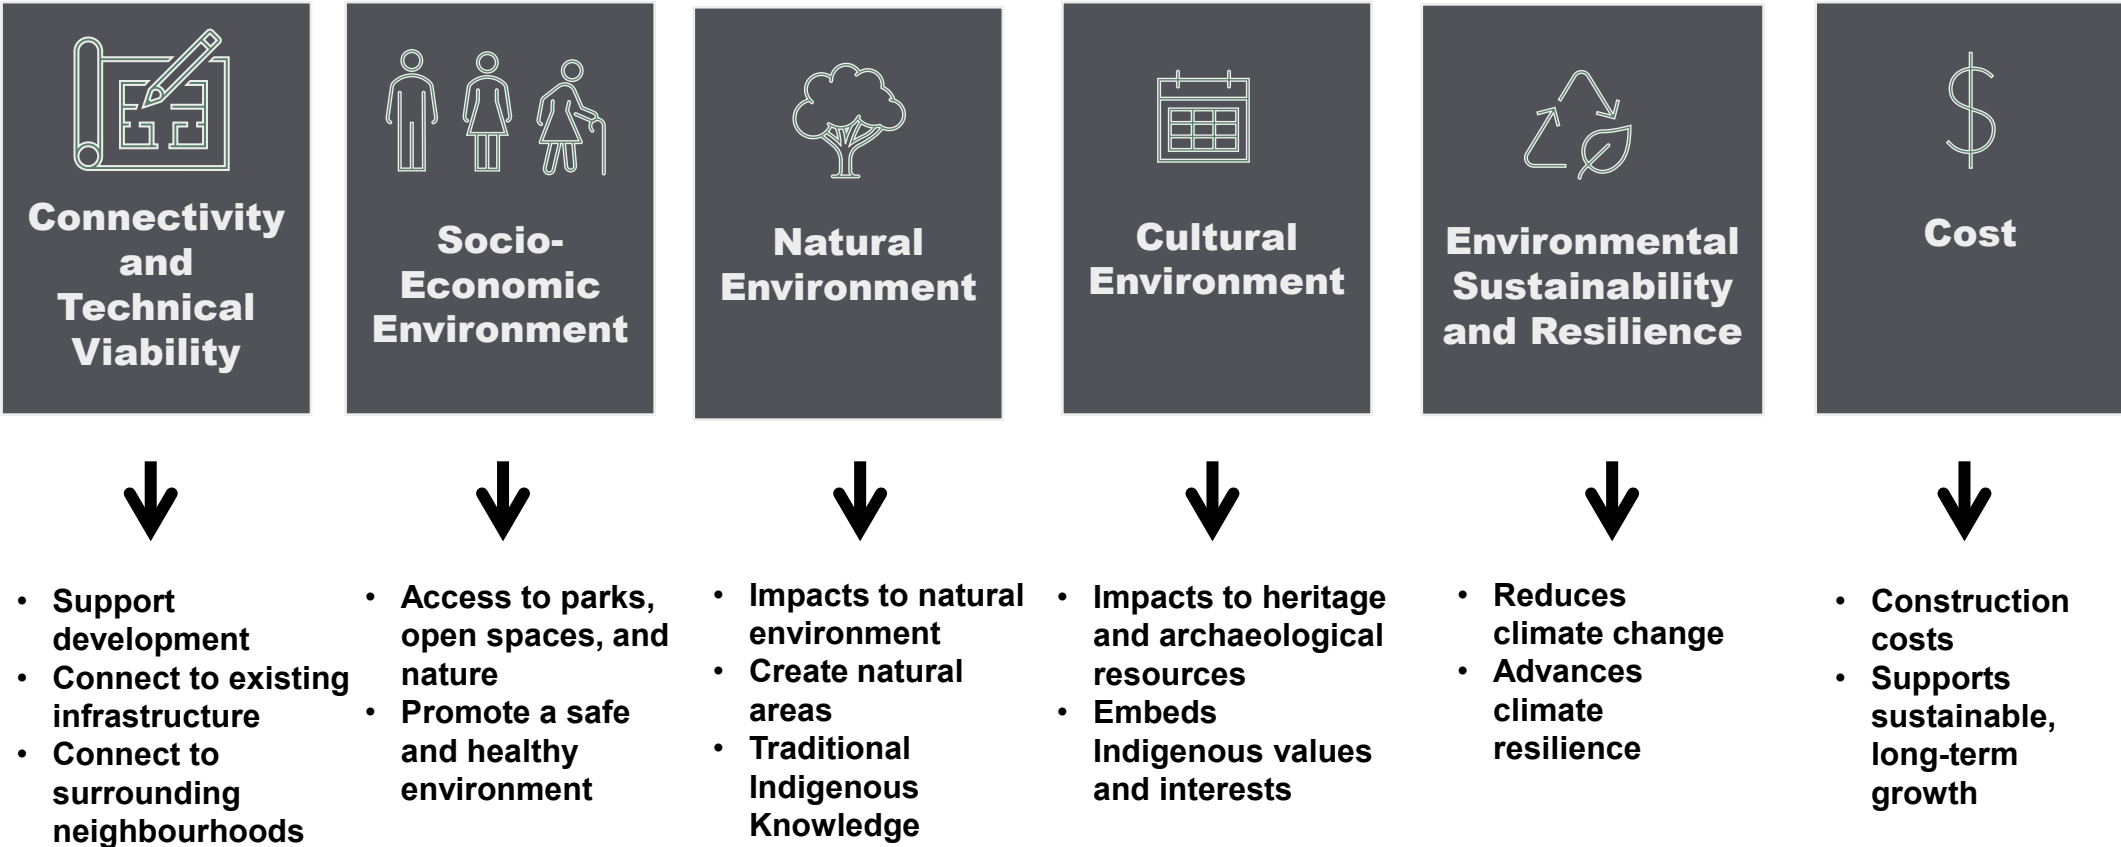 Connectivity
and
Technical
Viability
Socio-
Economic
Environment
Natural
Environment
Cultural
Environment
Environmental
Sustainability
and Resilience
Cost
• Support
development
• Connect to existing
infrastructure
• Connect to
surrounding
neighbourhoods
• Access to parks,
open spaces, and
nature
• Promote a safe
and healthy
environment
• Impacts to natural
environment
• Create natural
areas
• Traditional
Indigenous
Knowledge
• Impacts to heritage
and archaeological
resources
• Embeds
Indigenous values
and interests
• Reduces
climate change
• Advances
climate
resilience
• Construction
costs
• Supports
sustainable,
long-term
growth